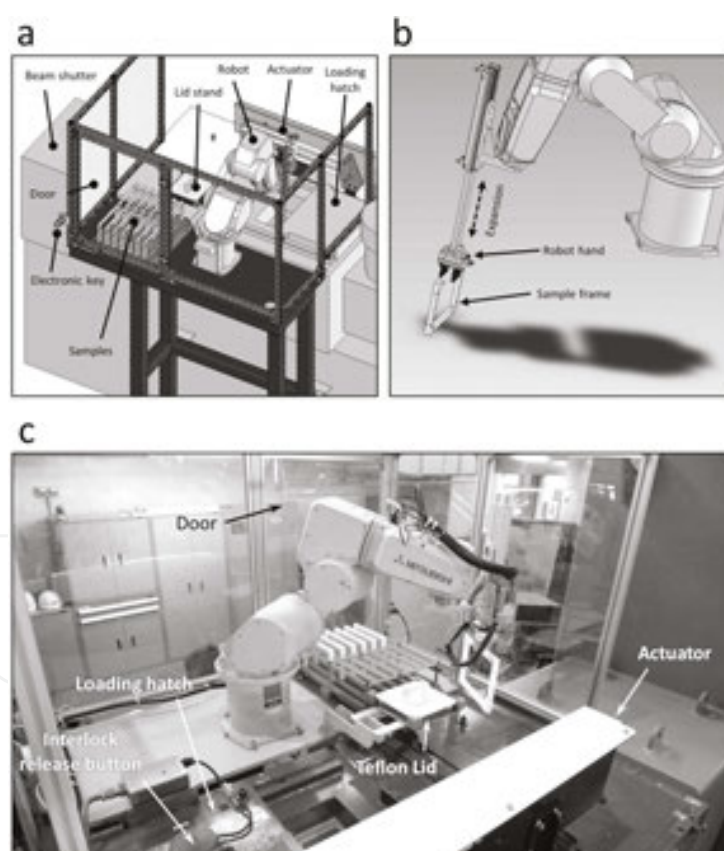 a
Beam shutter
Lid stand
Robot
Actuator
Loading
hatch
Door
Electronic key
Samples
b
Expansion
Robot hand
Sample frame
c
Door
MITSUBISHI
Actuator
Loading hatch
Interlock
release button
Teflon Lid